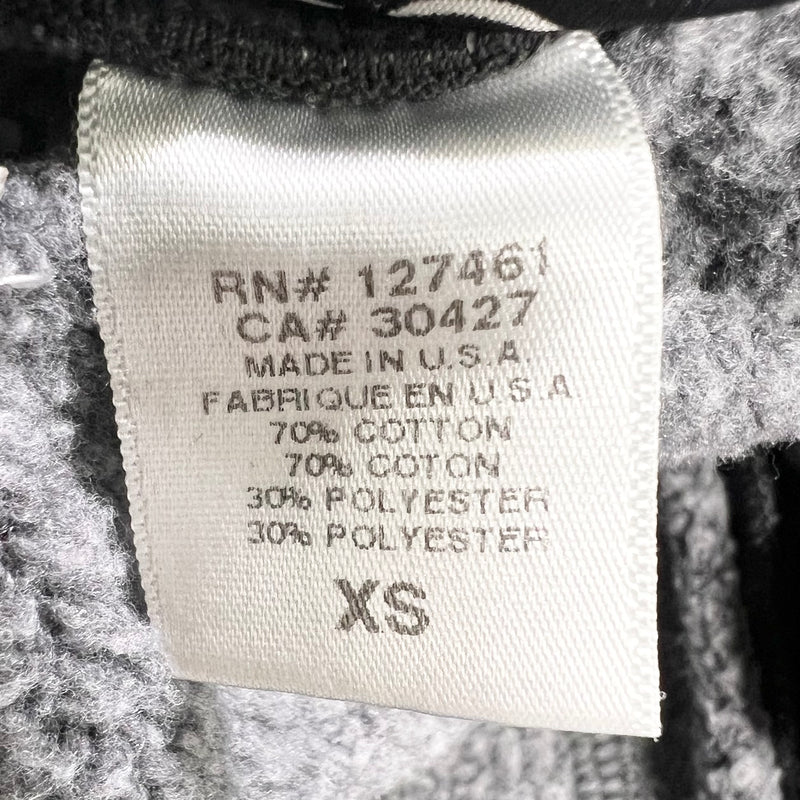 RN# 127461
CA# 30427
MADE IN U.S.A.
FABRIQUE EN U.S.A.
70% COTTON
70% COTON
30% POLYESTER
30% POLYESTER
XS